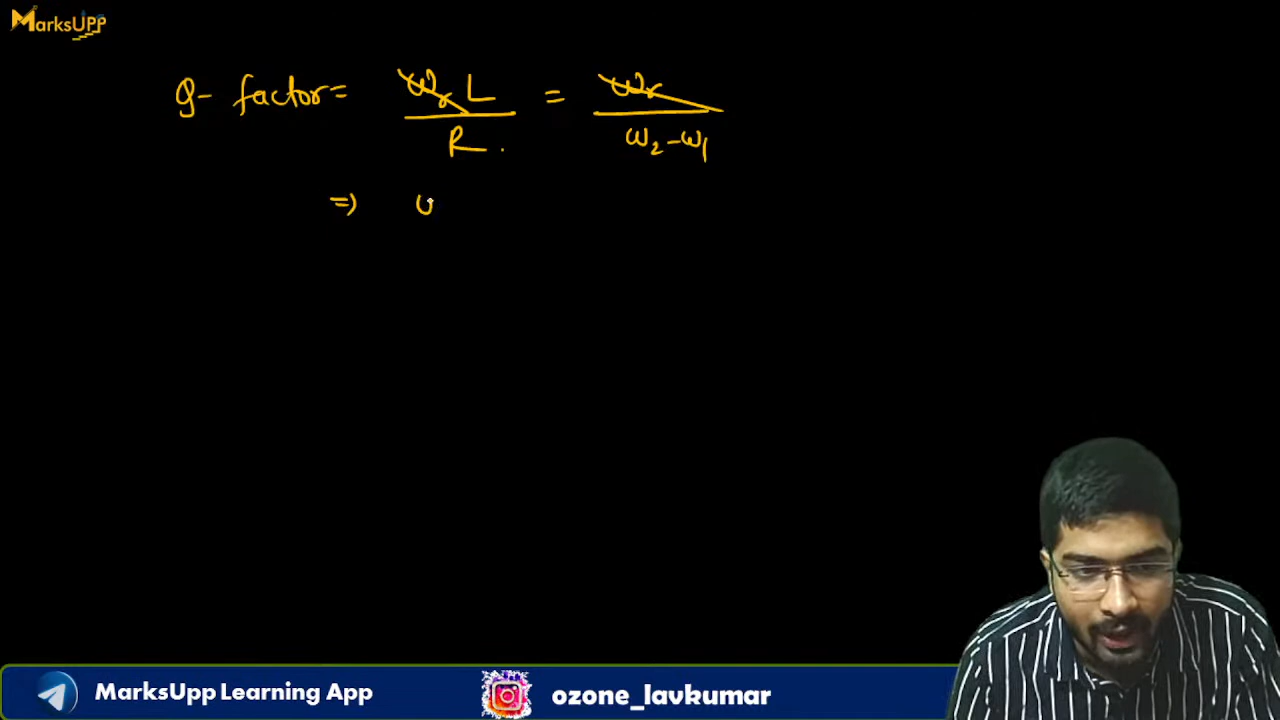 MarksUPP
Q- factor = ω_r L / R = ω_r / ω_2 - ω_1
=>
MarksUpp Learning App
ozone_lavkumar